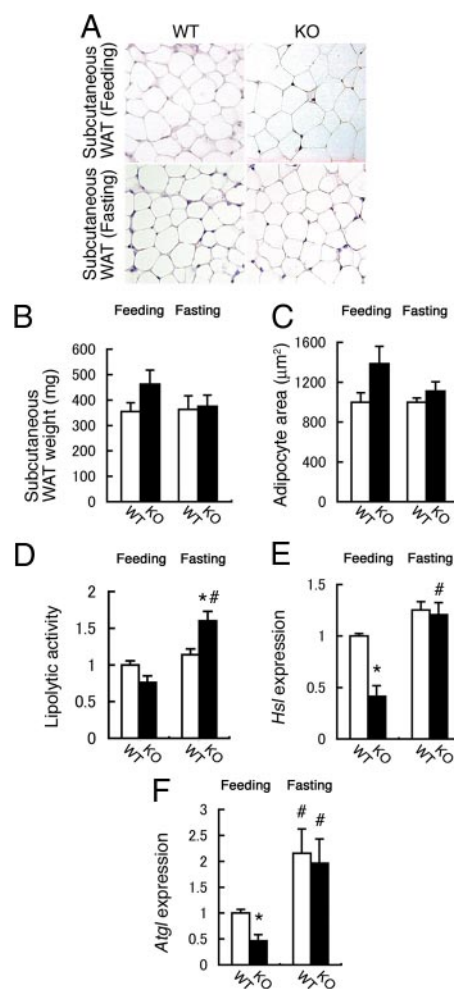 A
WT
KO
Subcutaneous
WAT (Feeding)
Subcutaneous
WAT (Fasting)
B
Feeding
Fasting
Subcutaneous
WAT weight (mg)
600
500
400
300
200
100
0
WT
KO
WT
KO
C
Feeding
Fasting
Adipocyte area (μm²)
1600
1200
800
400
WT
KO
WT
KO
D
Feeding
Fasting
Lipolytic activity
2
1.5
1
0.5
0
*#
WT
KO
WT
KO
E
Feeding
Fasting
Hsl expression
1.5
1
0.5
0
*
#
WT
KO
WT
KO
F
Feeding
Fasting
Atgl expression
3
2.5
2
1.5
1
0.5
0
*
#
#
WT
KO
WT
KO